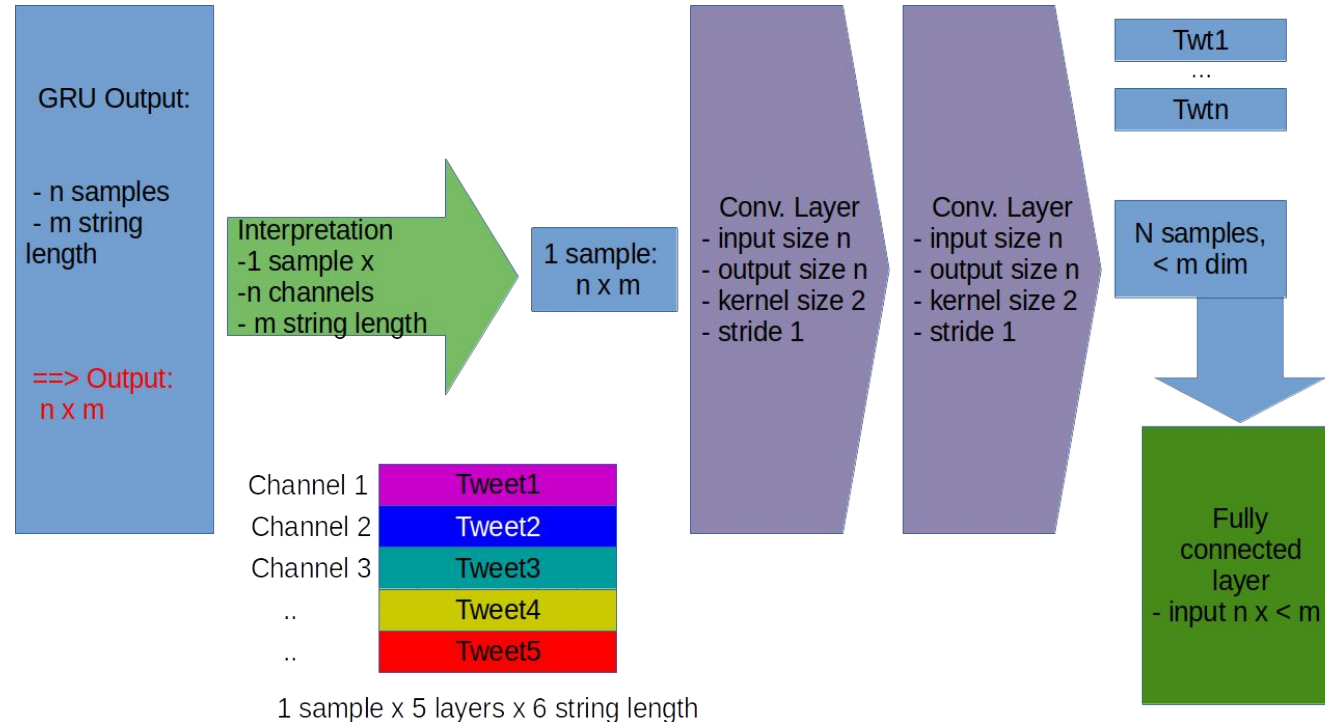 GRU Output:
- n samples
- m string
length
==> Output:
n x m
Interpretation
-1 sample x
-n channels
- m string length
1 sample:
n x m
Conv. Layer
- input size n
- output size n
- kernel size 2
- stride 1
Conv. Layer
- input size n
- output size n
- kernel size 2
- stride 1
Twt1
...
Twtn
N samples,
< m dim
Fully
connected
layer
- input n x < m
Channel 1 Tweet1
Channel 2 Tweet2
Channel 3 Tweet3
.. Tweet4
.. Tweet5
1 sample x 5 layers x 6 string length